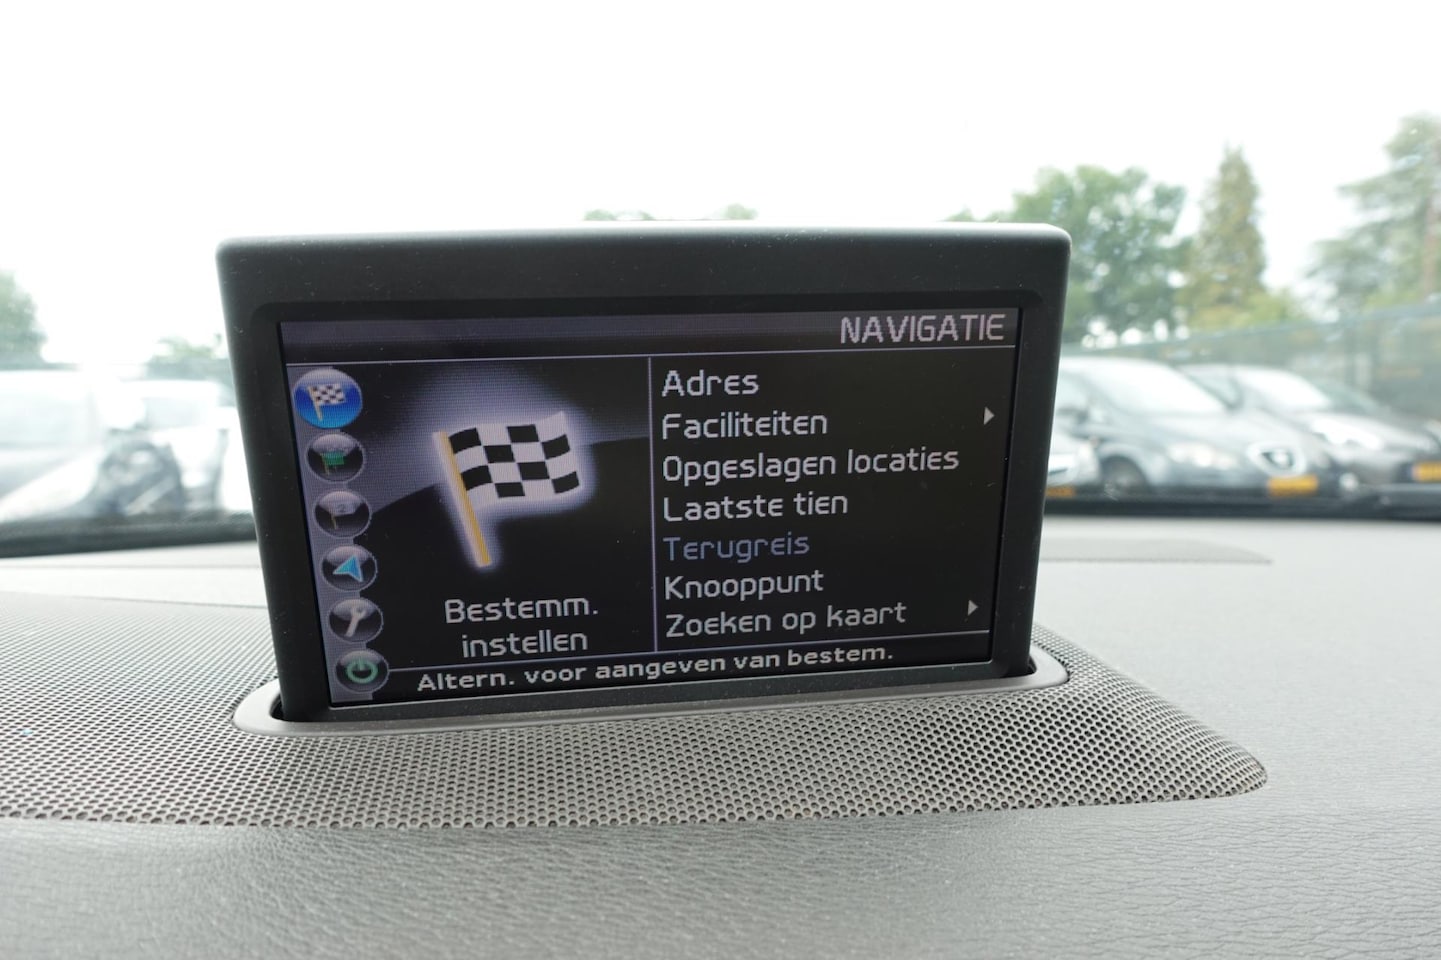 NAVIGATIE
Adres
Faciliteiten
Opgeslagen locaties
Laatste tien
Terugreis
Knooppunt
Zoeken op kaart
Bestemm.
instellen
Altern. voor aangeven van bestem.